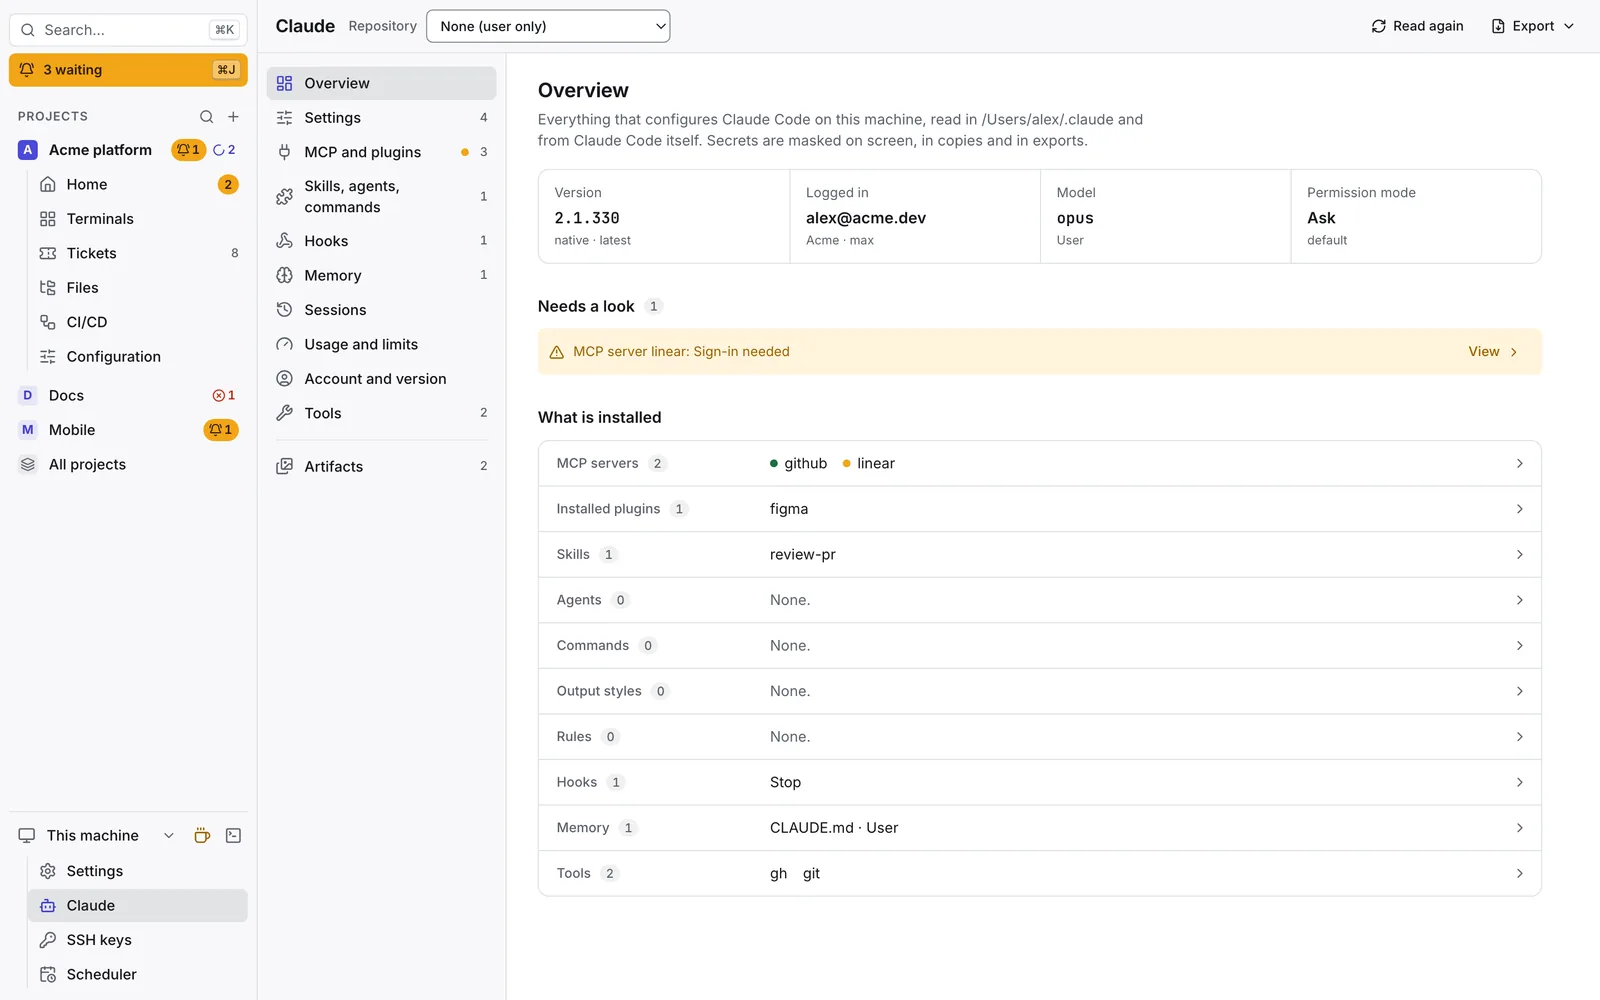 Search...
⌘K
3 waiting
⌘J
PROJECTS
A
Acme platform
1
2
Home
2
Terminals
Tickets
8
Files
CI/CD
Configuration
D
Docs
1
M
Mobile
1
All projects
This machine
Settings
Claude
SSH keys
Scheduler
Claude
Repository
None (user only)
Read again
Export
Overview
Settings
4
MCP and plugins
3
Skills, agents,
commands
1
Hooks
1
Memory
1
Sessions
Usage and limits
Account and version
Tools
2
Artifacts
2
Overview
Everything that configures Claude Code on this machine, read in /Users/alex/.claude and
from Claude Code itself. Secrets are masked on screen, in copies and in exports.
Version
2.1.330
native · latest
Logged in
alex@acme.dev
Acme · max
Model
opus
User
Permission mode
Ask
default
Needs a look 1
MCP server linear: Sign-in needed
View
What is installed
MCP servers 2 github linear
Installed plugins 1 figma
Skills 1 review-pr
Agents 0 None.
Commands 0 None.
Output styles 0 None.
Rules 0 None.
Hooks 1 Stop
Memory 1 CLAUDE.md · User
Tools 2 gh git